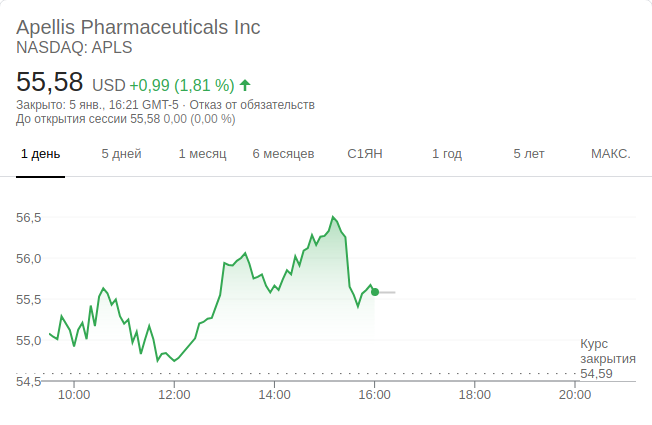 Apellis Pharmaceuticals Inc
NASDAQ: APLS
55,58 USD +0,99 (1,81 %)
Закрыто: 5 янв., 16:21 GMT-5 · Отказ от обязательств
До открытия сессии 55,58 0,00 (0,00 %)
1 день 5 дней 1 месяц 6 месяцев С1ЯН 1 год 5 лет МАКС.
56,5
56,0
55,5
55,0
Курс
закрытия
54,59
54,5
10:00 12:00 14:00 16:00 18:00 20:00